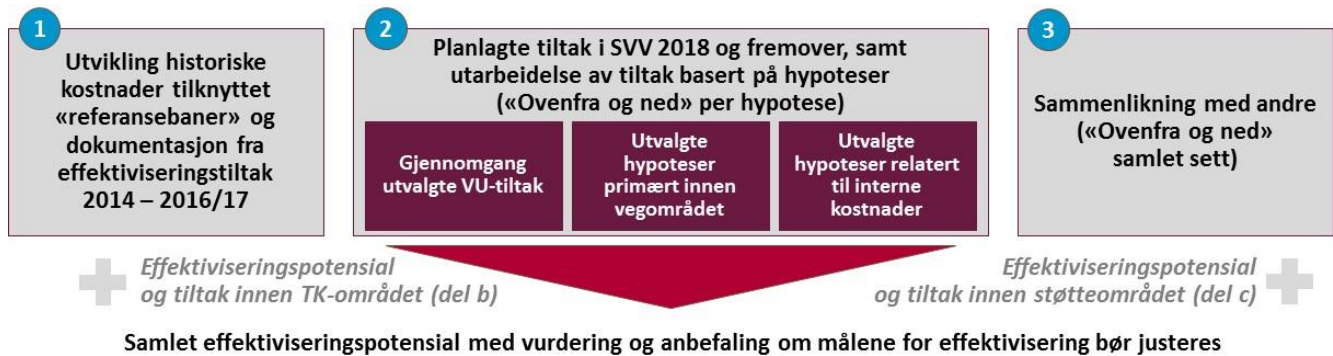 1
Utvikling historiske
kostnader tilknyttet
«referansebaner» og
dokumentasjon fra
effektiviseringstiltak
2014 – 2016/17
2
Planlagte tiltak i SVV 2018 og fremover, samt
utarbeidelse av tiltak basert på hypoteser
(«Ovenfra og ned» per hypotese)
Gjennomgang
utvalgte VU-tiltak
Utvalgte
hypoteser
primært innen
vegområdet
Utvalgte
hypoteser relatert
til interne
kostnader
3
Sammenlikning med andre
(«Ovenfra og ned»
samlet sett)
Effektiviseringspotensial
og tiltak innen TK-området (del b)
Effektiviseringspotensial
og tiltak innen støtteområdet (del c)
Samlet effektiviseringspotensial med vurdering og anbefaling om målene for effektivisering bør justeres